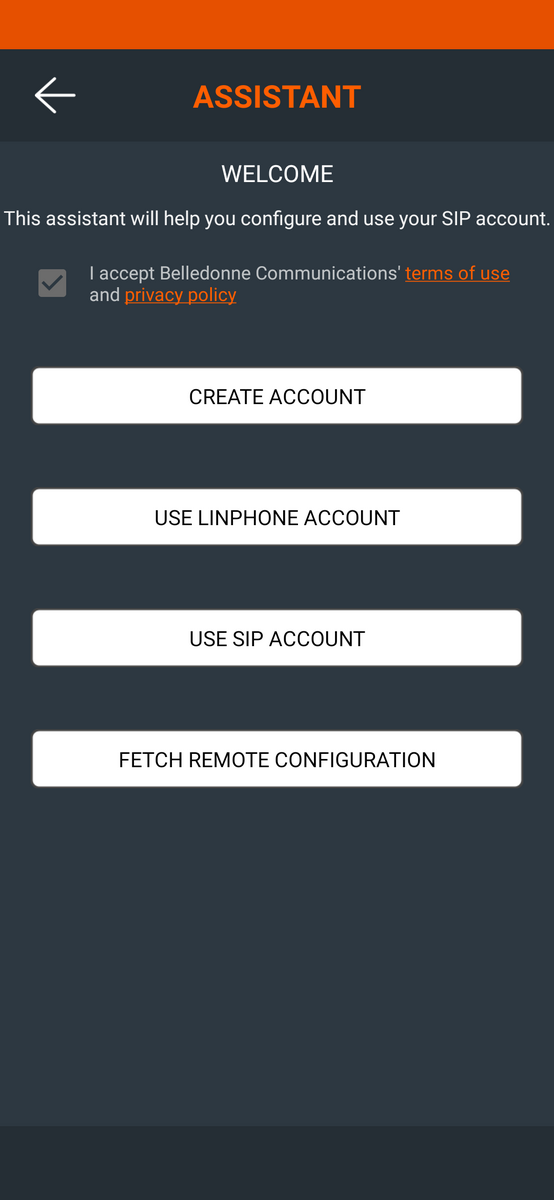 ASSISTANT
WELCOME
This assistant will help you configure and use your SIP account.
I accept Belledonne Communications' terms of use
and privacy policy
CREATE ACCOUNT
USE LINPHONE ACCOUNT
USE SIP ACCOUNT
FETCH REMOTE CONFIGURATION